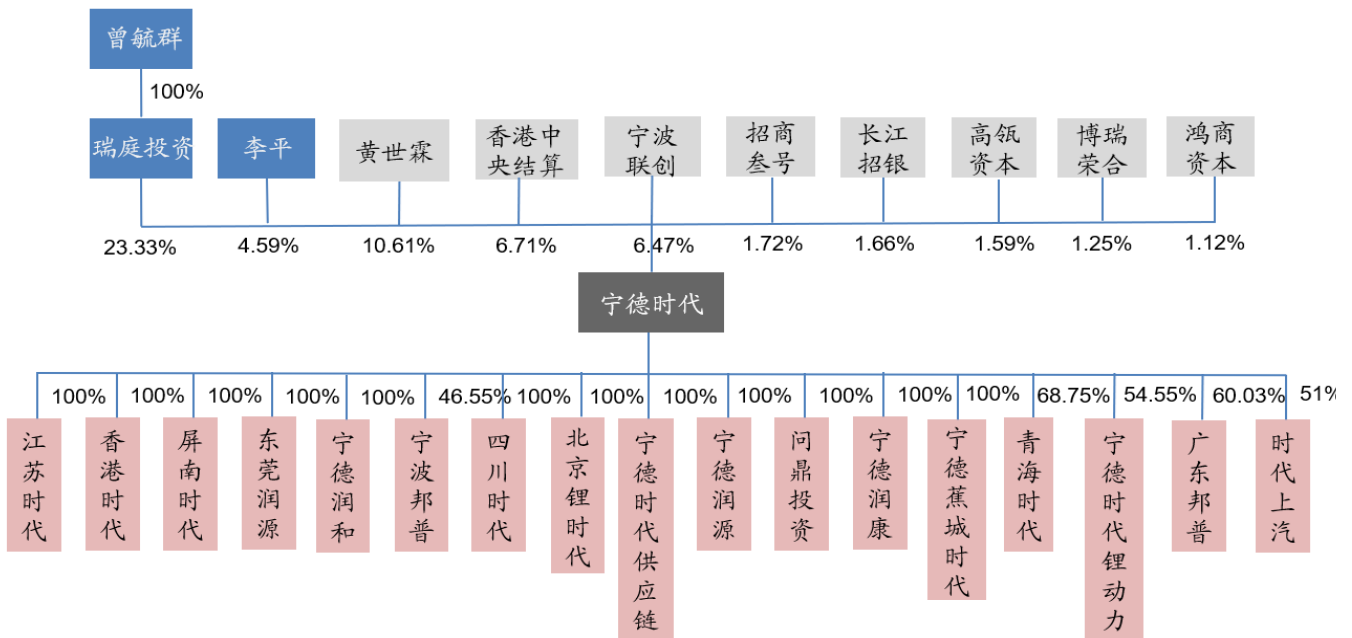 曾毓群
100%
瑞庭投资
李平
黄世霖
香港中
央结算
宁波
联创
招商
叁号
长江
招银
高瓴
资本
博瑞
荣合
鸿商
资本
23.33%
4.59%
10.61%
6.71%
6.47%
1.72%
1.66%
1.59%
1.25%
1.12%
宁德时代
100%
100%
100%
100%
100%
46.55%
100%
100%
100%
100%
100%
100%
100%
68.75%
54.55%
60.03%
51%
江苏时代
香港时代
屏南时代
东莞润源
宁德润和
宁波邦普
四川时代
北京锂时代
宁德时代供应链
宁德润源
问鼎投资
宁德润康
宁德蕉城时代
青海时代
宁德时代锂动力
广东邦普
时代上汽